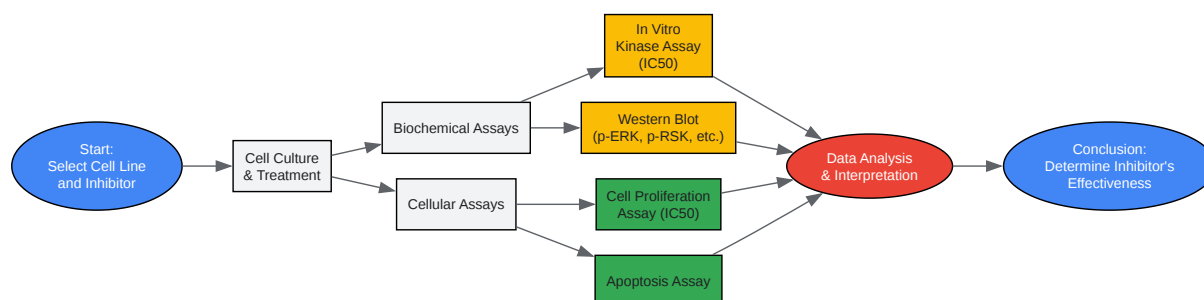 Start:
Select Cell Line
and Inhibitor
Cell Culture
& Treatment
Biochemical Assays
Cellular Assays
In Vitro
Kinase Assay
(IC50)
Western Blot
(p-ERK, p-RSK, etc.)
Cell Proliferation
Assay (IC50)
Apoptosis Assay
Data Analysis
& Interpretation
Conclusion:
Determine Inhibitor's
Effectiveness